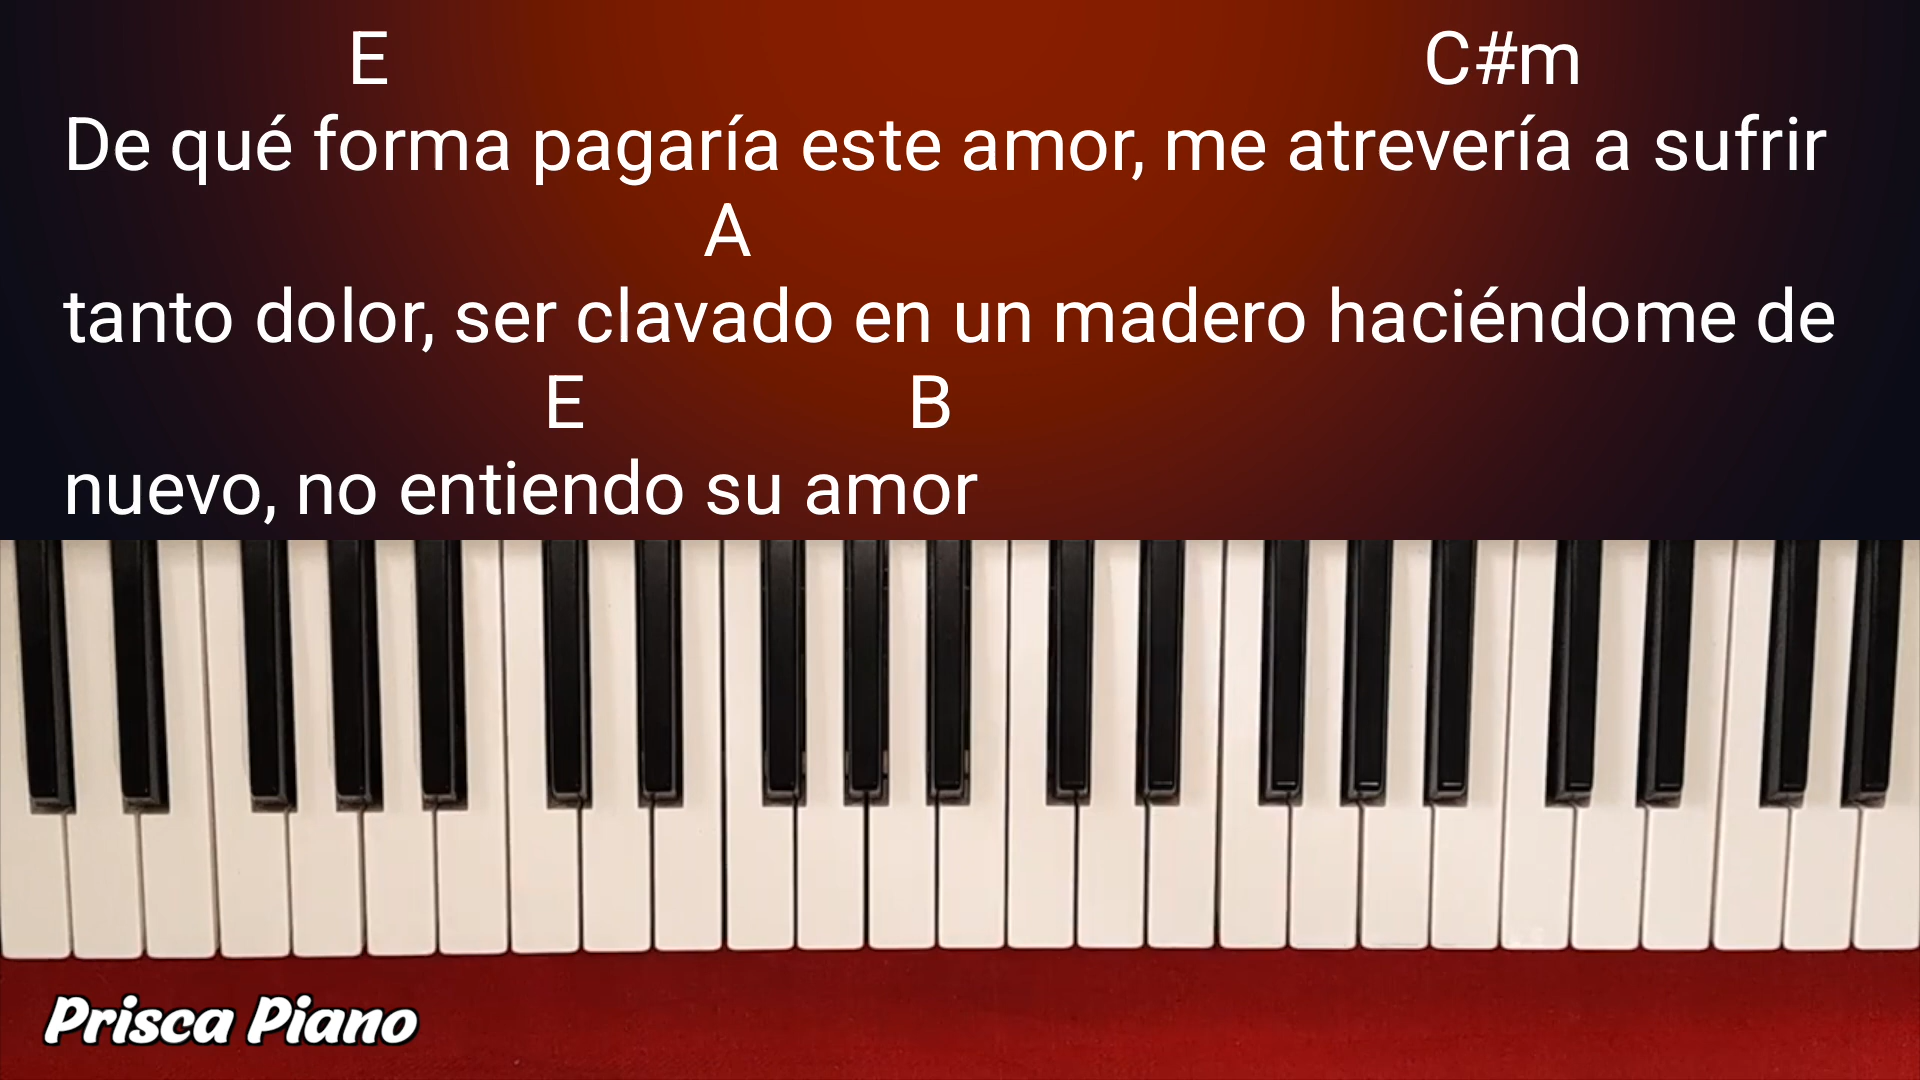 E C#m
De qué forma pagaría este amor, me atrevería a sufrir
A
tanto dolor, ser clavado en un madero haciéndome de
E B
nuevo, no entiendo su amor
Prisca Piano